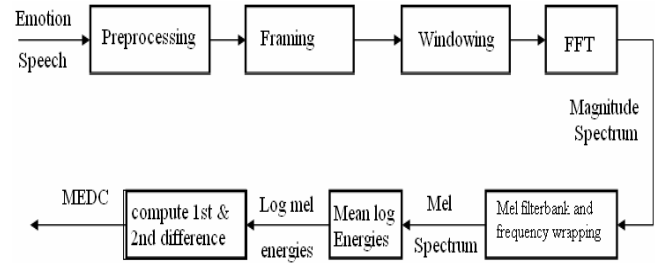 Emotion
Speech
Preprocessing
Framing
Windowing
FFT
Magnitude
Spectrum
Mel filterbank and
frequency wrapping
Mel
Spectrum
Mean log
Energies
Log mel
energies
compute 1st &
2nd difference
MEDC